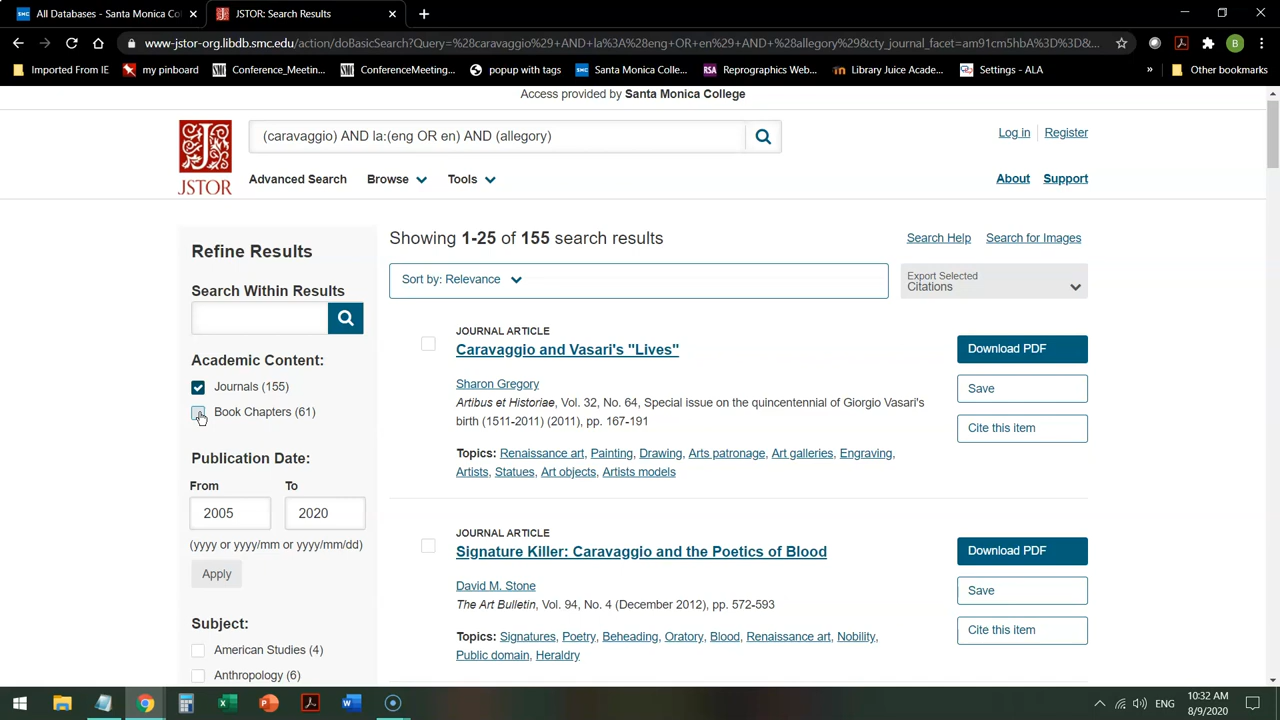 All Databases - Santa Monica Co
JSTOR: Search Results
www-jstor-org.libdb.smc.edu/action/doBasicSearch?Query=%28caravaggio%29+AND+la%3A%28eng+OR+en%29+AND+%28allegory%29&cty_journal_facet=am91cm5hbA%3D%3D&...
B
Imported From IE
my pinboard
Conference_Meetin...
ConferenceMeeting...
popup with tags
Santa Monica Colle...
Reprographics Web...
Library Juice Acade...
Settings - ALA
»
Other bookmarks
Access provided by Santa Monica College
JSTOR
(caravaggio) AND la:(eng OR en) AND (allegory)
Log in
Register
Advanced Search
Browse
Tools
About
Support
Refine Results
Search Within Results
Academic Content:
Journals (155)
Book Chapters (61)
Publication Date:
From
To
2005
2020
(yyyy or yyyy/mm or yyyy/mm/dd)
Apply
Subject:
American Studies (4)
Anthropology (6)
Showing 1-25 of 155 search results
Search Help
Search for Images
Sort by: Relevance
Export Selected
Citations
JOURNAL ARTICLE
Caravaggio and Vasari's "Lives"
Sharon Gregory
Artibus et Historiae, Vol. 32, No. 64, Special issue on the quincentennial of Giorgio Vasari's
birth (1511-2011) (2011), pp. 167-191
Topics: Renaissance art, Painting, Drawing, Arts patronage, Art galleries, Engraving,
Artists, Statues, Art objects, Artists models
Download PDF
Save
Cite this item
JOURNAL ARTICLE
Signature Killer: Caravaggio and the Poetics of Blood
David M. Stone
The Art Bulletin, Vol. 94, No. 4 (December 2012), pp. 572-593
Topics: Signatures, Poetry, Beheading, Oratory, Blood, Renaissance art, Nobility,
Public domain, Heraldry
Download PDF
Save
Cite this item
ENG
10:32 AM
8/9/2020